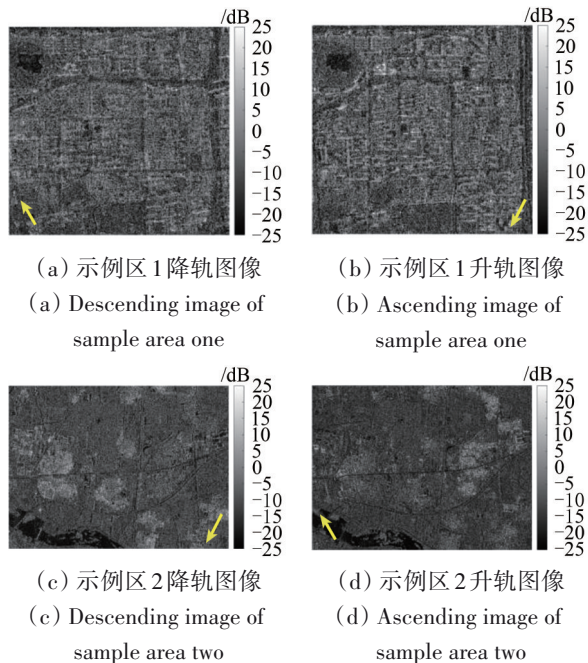 /dB
25
20
15
10
5
0
−5
−10
−15
−20
−25
/dB
25
20
15
10
5
0
−5
−10
−15
−20
−25
(a) 示例区1降轨图像
(a) Descending image of
sample area one
(b) 示例区1升轨图像
(b) Ascending image of
sample area one
/dB
25
20
15
10
5
0
−5
−10
−15
−20
−25
/dB
25
20
15
10
5
0
−5
−10
−15
−20
−25
(c) 示例区2降轨图像
(c) Descending image of
sample area two
(d) 示例区2升轨图像
(d) Ascending image of
sample area two